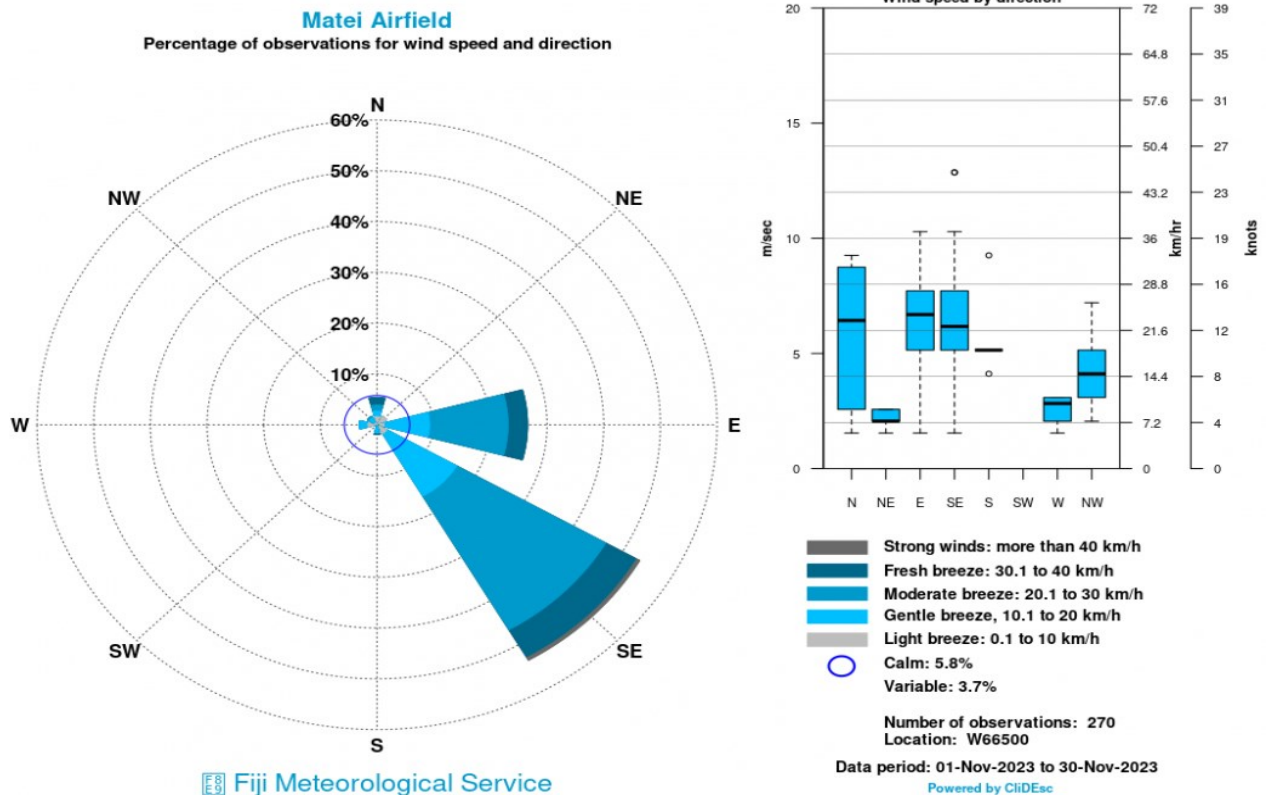 Matei Airfield
Percentage of observations for wind speed and direction
N
60%
50%
40%
30%
20%
10%
NW
NE
W
E
SW
SE
S
Fiji Meteorological Service
Wind speed by direction
20
15
10
5
0
m/sec
72
64.8
57.6
50.4
43.2
36
28.8
21.6
14.4
7.2
0
km/hr
39
35
31
27
23
19
16
12
8
4
0
knots
N NE E SE S SW W NW
Strong winds: more than 40 km/h
Fresh breeze: 30.1 to 40 km/h
Moderate breeze: 20.1 to 30 km/h
Gentle breeze, 10.1 to 20 km/h
Light breeze: 0.1 to 10 km/h
Calm: 5.8%
Variable: 3.7%
Number of observations: 270
Location: W66500
Data period: 01-Nov-2023 to 30-Nov-2023
Powered by CliDEsc